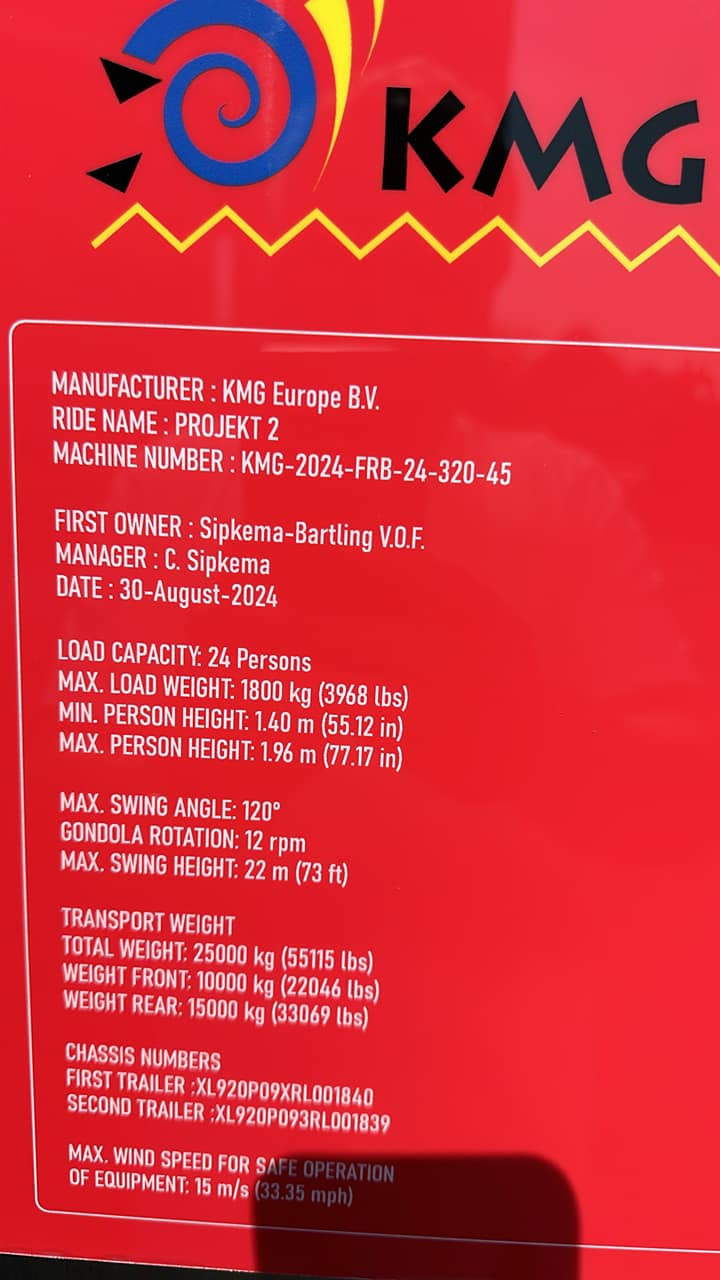 KMG
MANUFACTURER : KMG Europe B.V.
RIDE NAME : PROJEKT 2
MACHINE NUMBER : KMG-2024-FRB-24-320-45
FIRST OWNER : Sipkema-Bartling V.O.F.
MANAGER : C. Sipkema
DATE : 30-August-2024
LOAD CAPACITY: 24 Persons
MAX. LOAD WEIGHT: 1800 kg (3968 lbs)
MIN. PERSON HEIGHT: 1.40 m (55.12 in)
MAX. PERSON HEIGHT: 1.96 m (77.17 in)
MAX. SWING ANGLE: 120°
GONDOLA ROTATION: 12 rpm
MAX. SWING HEIGHT: 22 m (73 ft)
TRANSPORT WEIGHT
TOTAL WEIGHT: 25000 kg (55115 lbs)
WEIGHT FRONT: 10000 kg (22046 lbs)
WEIGHT REAR: 15000 kg (33069 lbs)
CHASSIS NUMBERS
FIRST TRAILER :XL920P09XRL001840
SECOND TRAILER :XL920P093RL001839
MAX. WIND SPEED FOR SAFE OPERATION
OF EQUIPMENT: 15 m/s (33.35 mph)